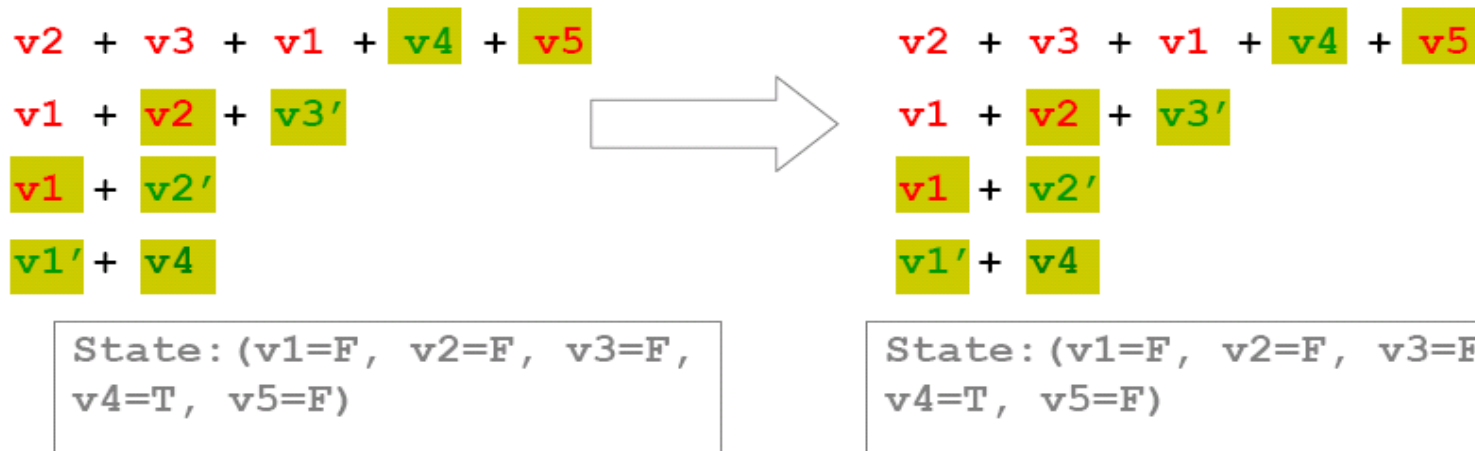 v2 + v3 + v1 + v4 + v5
v1 + v2 + v3′
v1 + v2′
v1′ + v4
State:(v1=F, v2=F, v3=F,
v4=T, v5=F)
v2 + v3 + v1 + v4 + v5
v1 + v2 + v3′
v1 + v2′
v1′ + v4
State:(v1=F, v2=F, v3=F
v4=T, v5=F)